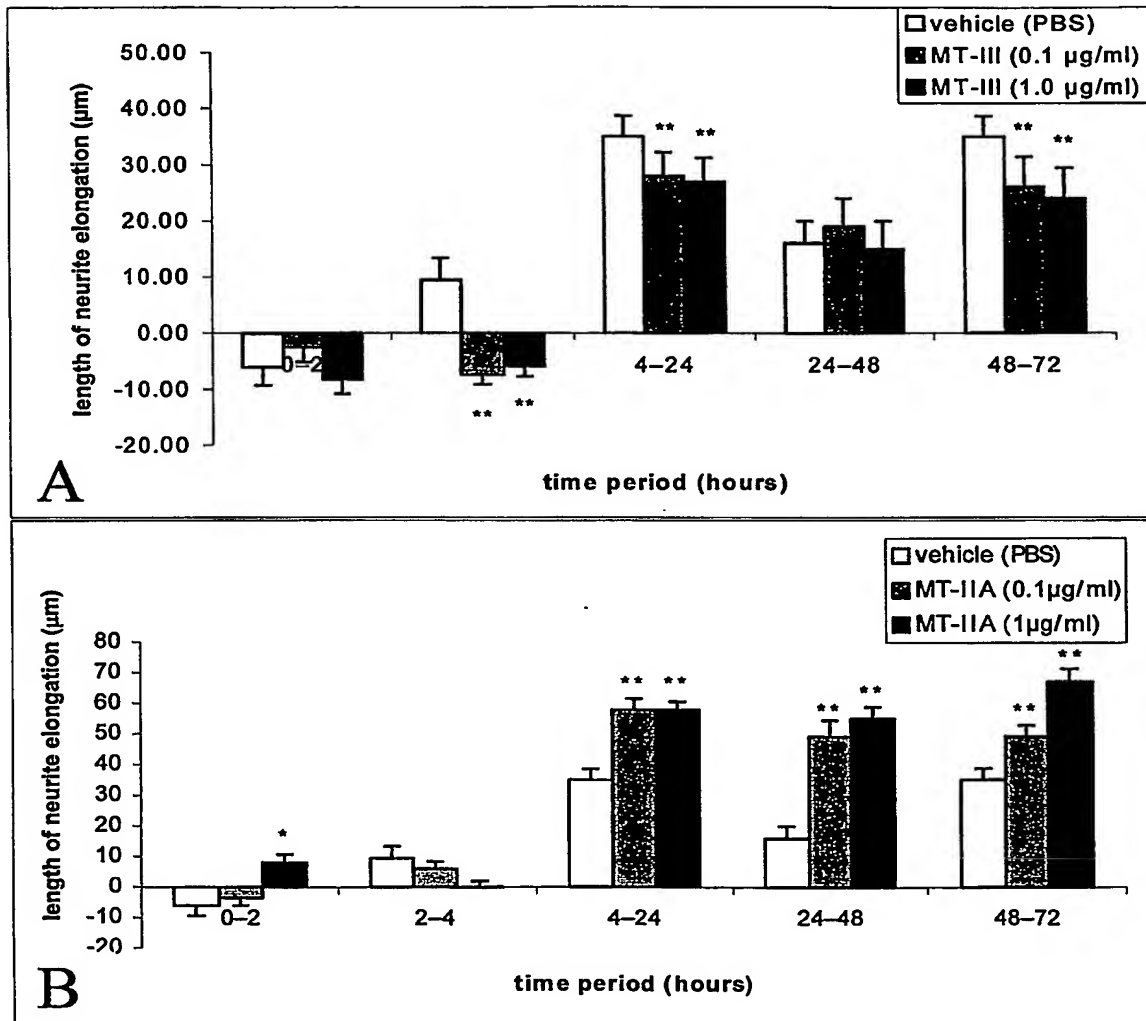 vehicle (PBS)
MT-III (0.1 µg/ml)
MT-III (1.0 µg/ml)
length of neurite elongation (µm)
50.00
40.00
30.00
20.00
10.00
0.00
-10.00
-20.00
** **
** **
** **
0–2
4–24
24–48
48–72
time period (hours)
A
vehicle (PBS)
MT-IIA (0.1µg/ml)
MT-IIA (1µg/ml)
length of neurite elongation (µm)
80
70
60
50
40
30
20
10
0
-10
-20
*
** **
** **
** **
0–2
2–4
4–24
24–48
48–72
time period (hours)
B